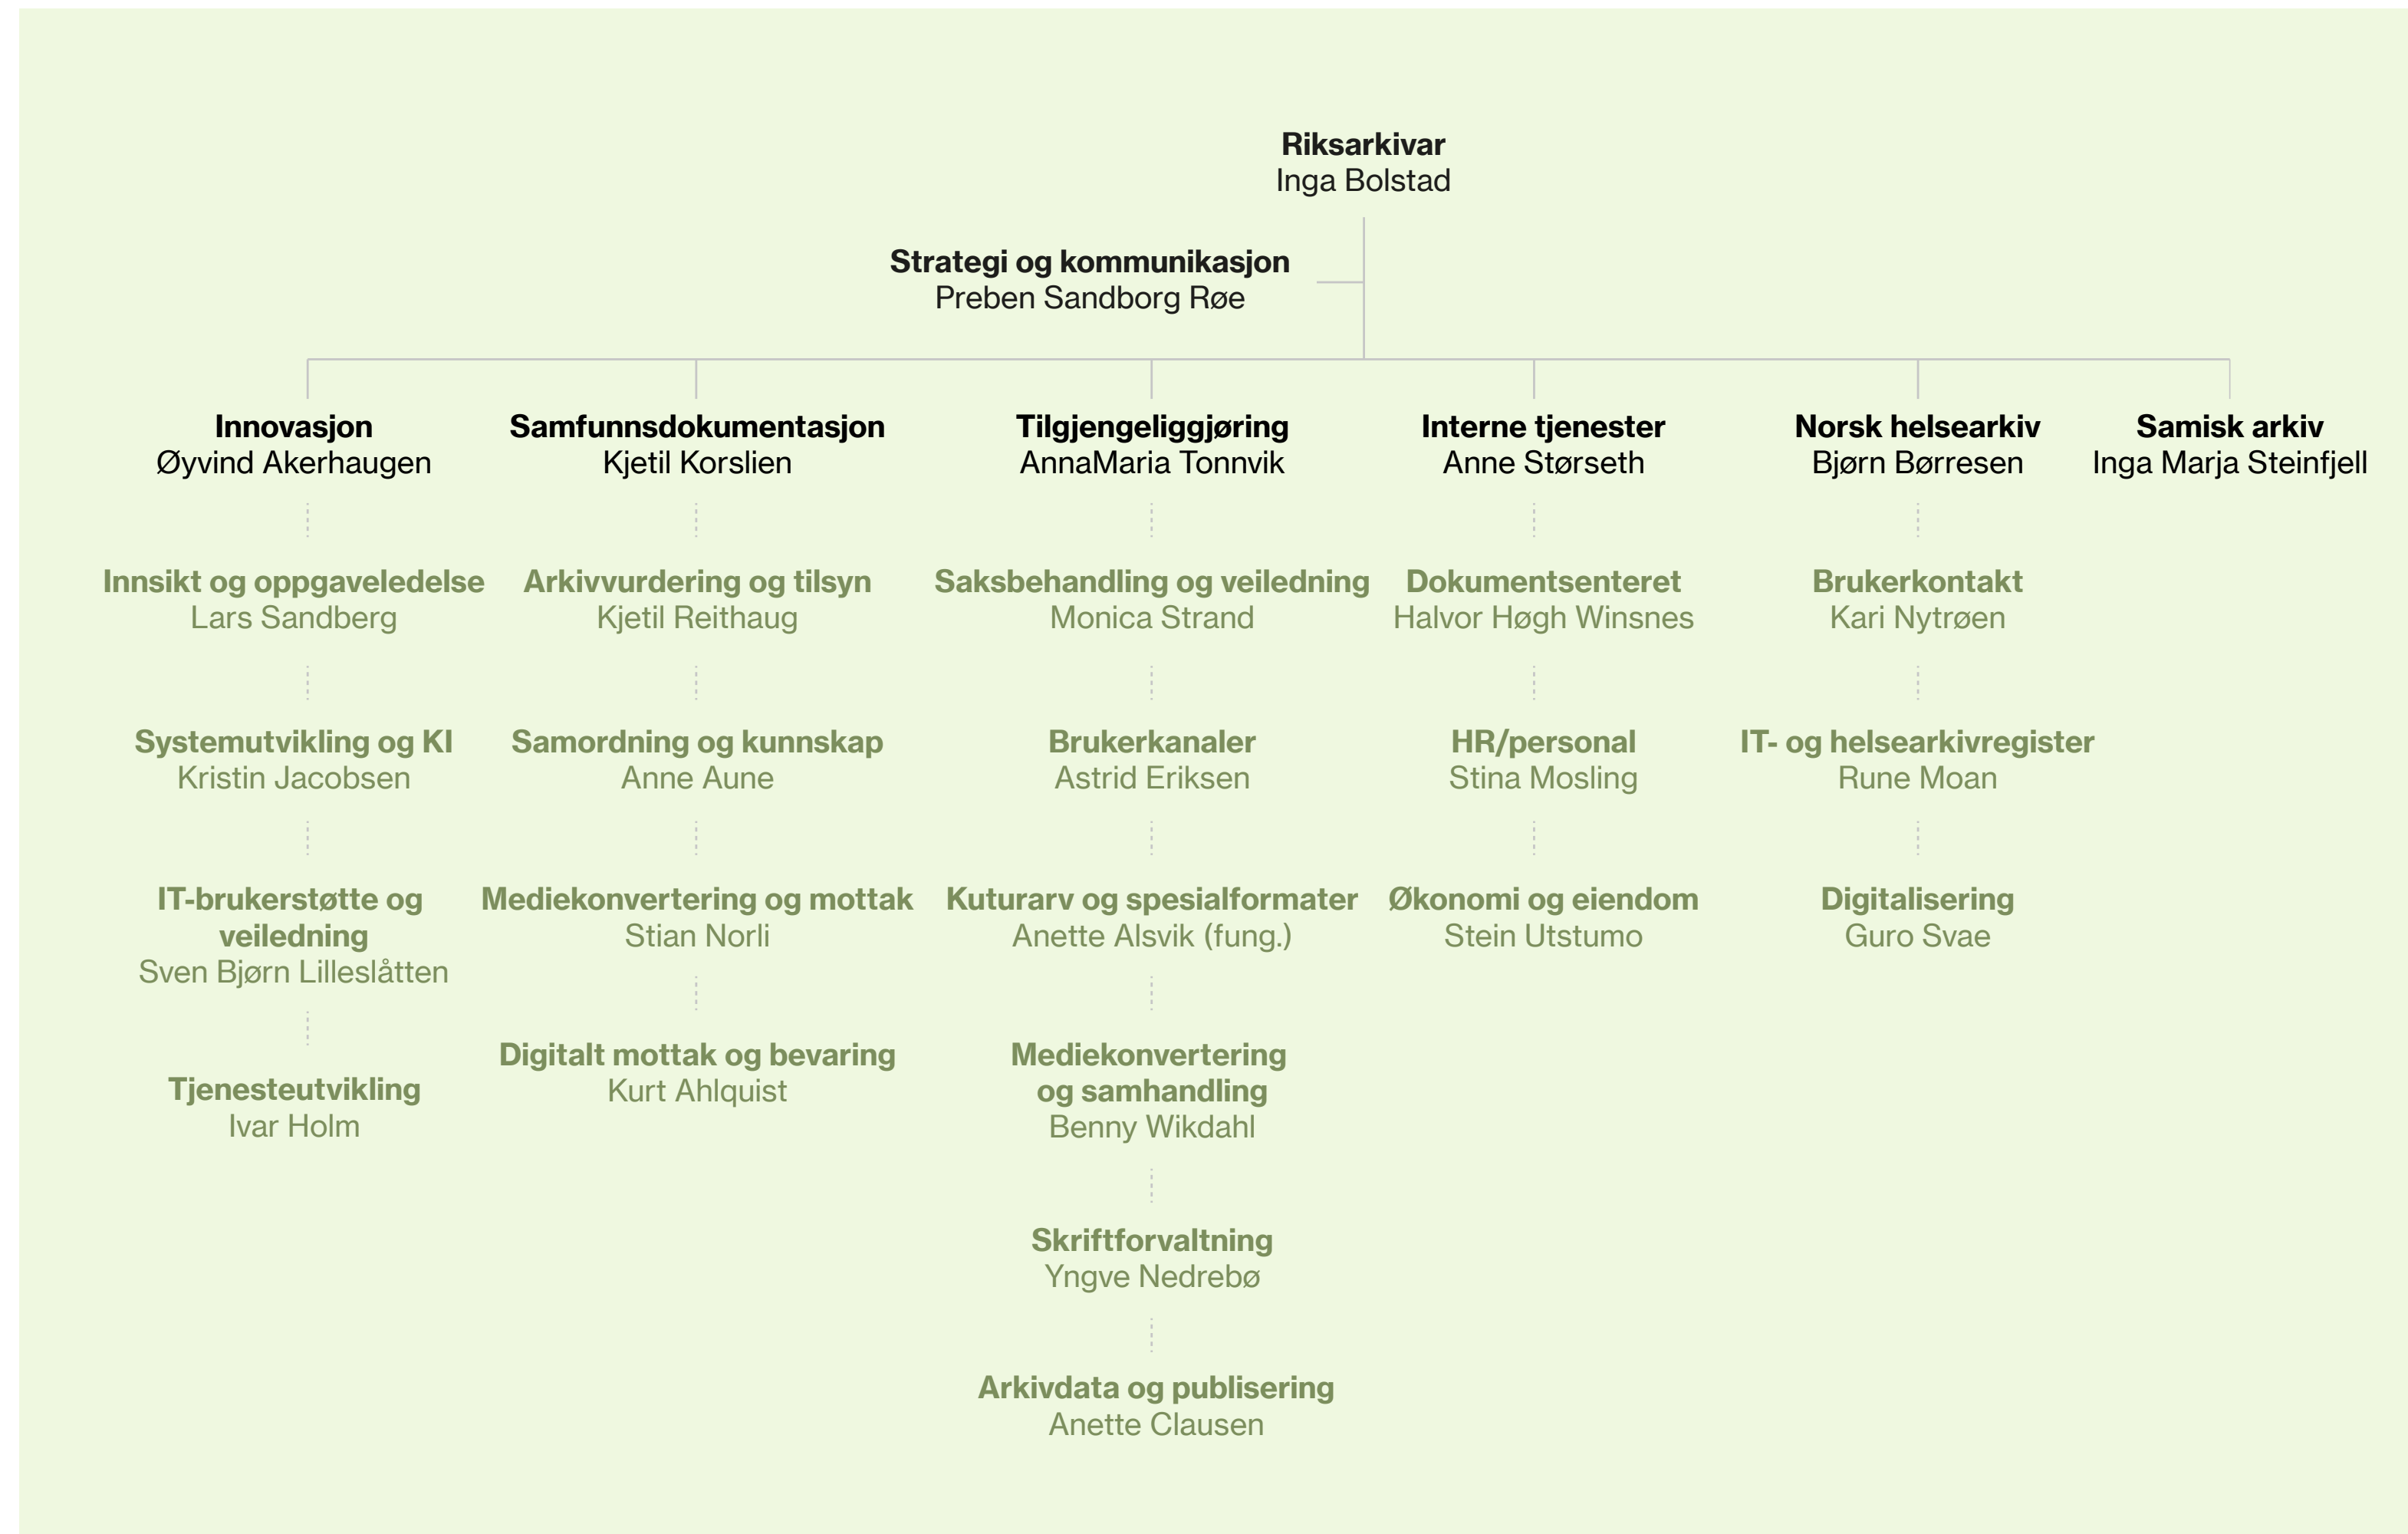 Riksarkivar
Inga Bolstad
Strategi og kommunikasjon
Preben Sandborg Røe
Innovasjon
Øyvind Akerhaugen
Innsikt og oppgaveledelse
Lars Sandberg
Systemutvikling og KI
Kristin Jacobsen
IT-brukerstøtte og
veiledning
Sven Bjørn Lilleslåtten
Tjenesteutvikling
Ivar Holm
Samfunnsdokumentasjon
Kjetil Korslien
Arkivvurdering og tilsyn
Kjetil Reithaug
Samordning og kunnskap
Anne Aune
Mediekonvertering og mottak
Stian Norli
Digitalt mottak og bevaring
Kurt Ahlquist
Tilgjengeliggjøring
AnnaMaria Tonnvik
Saksbehandling og veiledning
Monica Strand
Brukerkanaler
Astrid Eriksen
Kuturarv og spesialformater
Anette Alsvik (fung.)
Mediekonvertering
og samhandling
Benny Wikdahl
Skriftforvaltning
Yngve Nedrebø
Arkivdata og publisering
Anette Clausen
Interne tjenester
Anne Størseth
Dokumentsenteret
Halvor Høgh Winsnes
HR/personal
Stina Mosling
Økonomi og eiendom
Stein Utstumo
Norsk helsearkiv
Bjørn Børresen
Brukerkontakt
Kari Nytrøen
IT- og helsearkivregister
Rune Moan
Digitalisering
Guro Svae
Samisk arkiv
Inga Marja Steinfjell